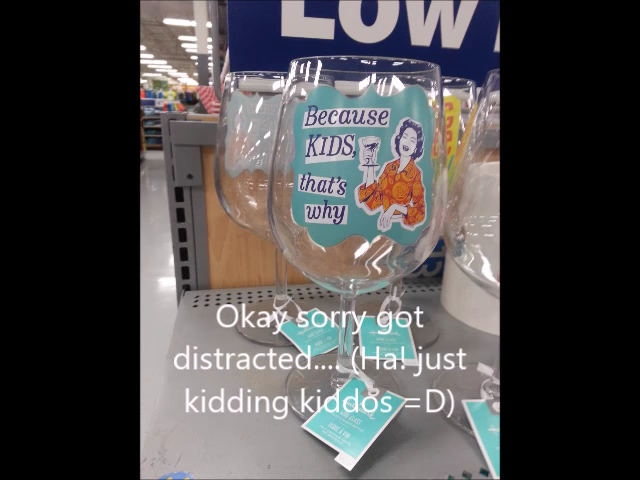 LOW
Because
KIDS,
that's
why
Okay sorry got
distracted.... (Ha! just
kidding kiddos =D)